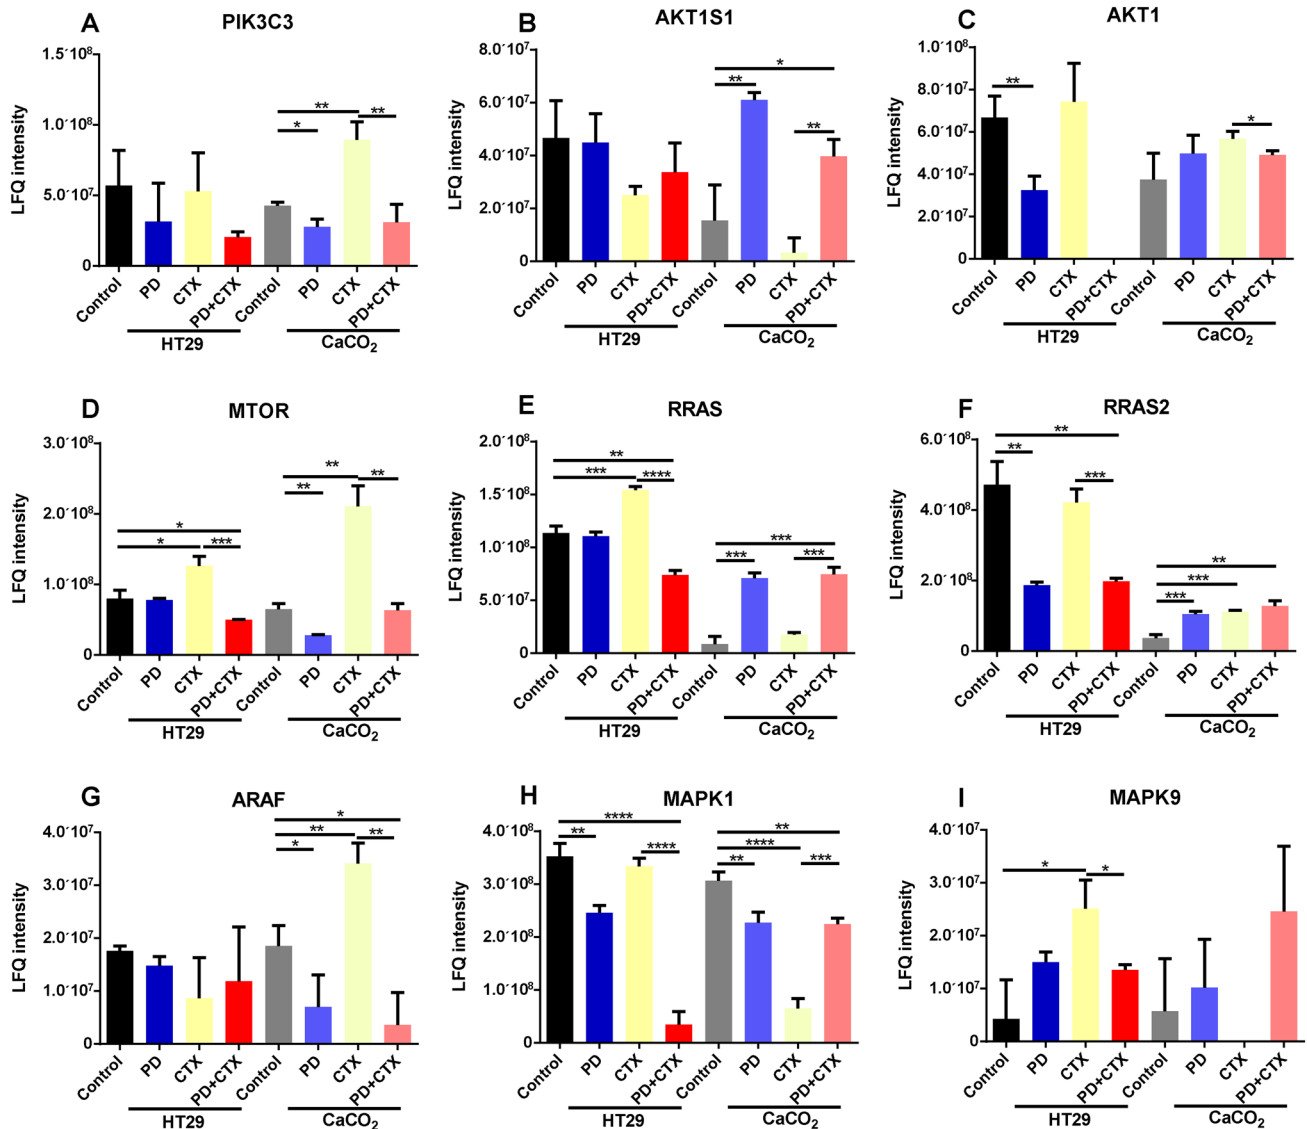 A
PIK3C3
LFQ intensity
1.5´10⁸
1.0´10⁸
5.0´10⁷
0
** **
*
Control PD CTX PD+CTX Control PD CTX PD+CTX
HT29 CaCO₂
B
AKT1S1
LFQ intensity
8.0´10⁷
6.0´10⁷
4.0´10⁷
2.0´10⁷
0
*
**
**
Control PD CTX PD+CTX Control PD CTX PD+CTX
HT29 CaCO₂
C
AKT1
LFQ intensity
1.0´10⁸
8.0´10⁷
6.0´10⁷
4.0´10⁷
2.0´10⁷
0
**
*
Control PD CTX PD+CTX Control PD CTX PD+CTX
HT29 CaCO₂
D
MTOR
LFQ intensity
3.0´10⁸
2.0´10⁸
1.0´10⁸
0
** **
**
*
* ***
Control PD CTX PD+CTX Control PD CTX PD+CTX
HT29 CaCO₂
E
RRAS
LFQ intensity
2.0´10⁸
1.5´10⁸
1.0´10⁸
5.0´10⁷
0
**
*** ****
***
*** ***
Control PD CTX PD+CTX Control PD CTX PD+CTX
HT29 CaCO₂
F
RRAS2
LFQ intensity
6.0´10⁸
4.0´10⁸
2.0´10⁸
0
**
**
***
**
***
***
Control PD CTX PD+CTX Control PD CTX PD+CTX
HT29 CaCO₂
G
ARAF
LFQ intensity
4.0´10⁷
3.0´10⁷
2.0´10⁷
1.0´10⁷
0
*
** **
*
Control PD CTX PD+CTX Control PD CTX PD+CTX
HT29 CaCO₂
H
MAPK1
LFQ intensity
4.0´10⁸
3.0´10⁸
2.0´10⁸
1.0´10⁸
0
****
**
****
**
****
** ***
Control PD CTX PD+CTX Control PD CTX PD+CTX
HT29 CaCO₂
I
MAPK9
LFQ intensity
4.0´10⁷
3.0´10⁷
2.0´10⁷
1.0´10⁷
0
* *
Control PD CTX PD+CTX Control PD CTX PD+CTX
HT29 CaCO₂